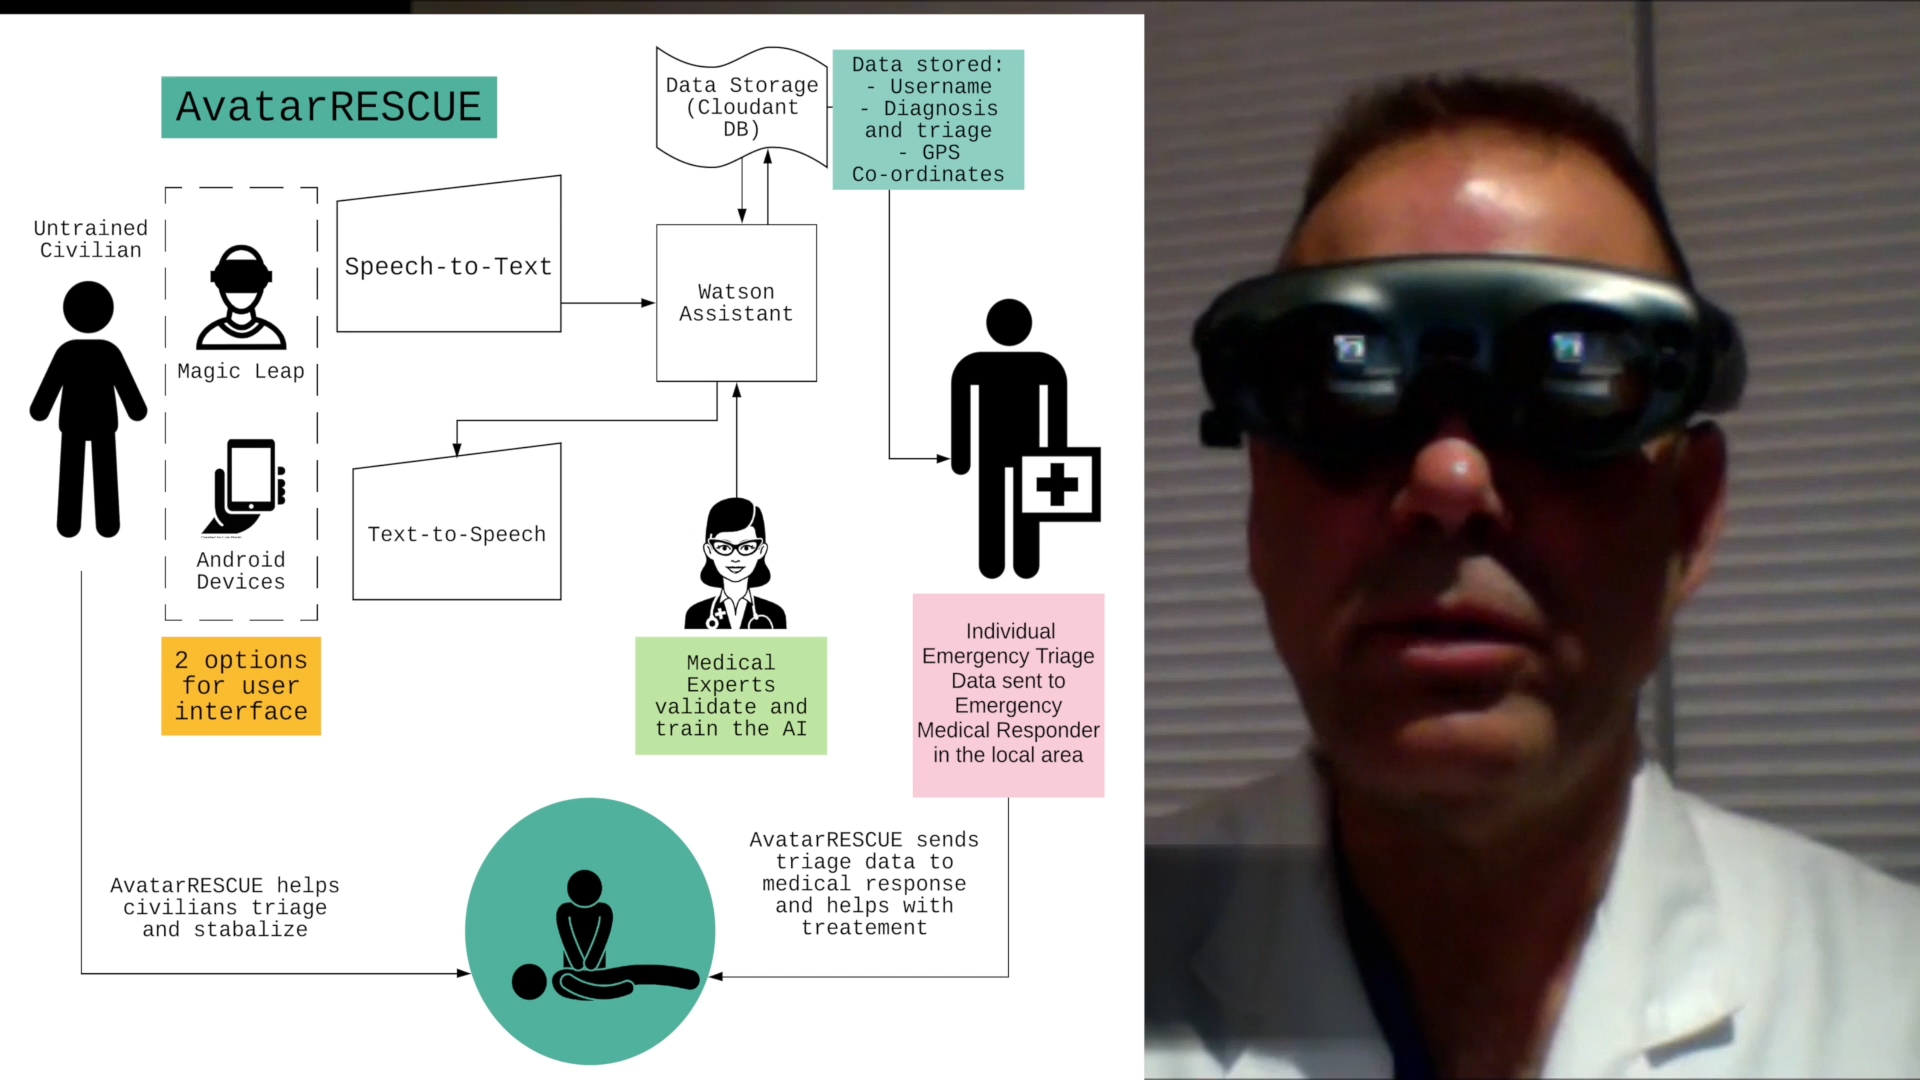 AvatarRESCUE
Untrained
Civilian
Magic Leap
Android
Devices
2 options
for user
interface
Speech-to-Text
Text-to-Speech
Data Storage
(Cloudant
DB)
Data stored:
- Username
- Diagnosis
and triage
- GPS
Co-ordinates
Watson
Assistant
Medical
Experts
validate and
train the AI
Individual
Emergency Triage
Data sent to
Emergency
Medical Responder
in the local area
AvatarRESCUE helps
civilians triage
and stabalize
AvatarRESCUE sends
triage data to
medical response
and helps with
treatement